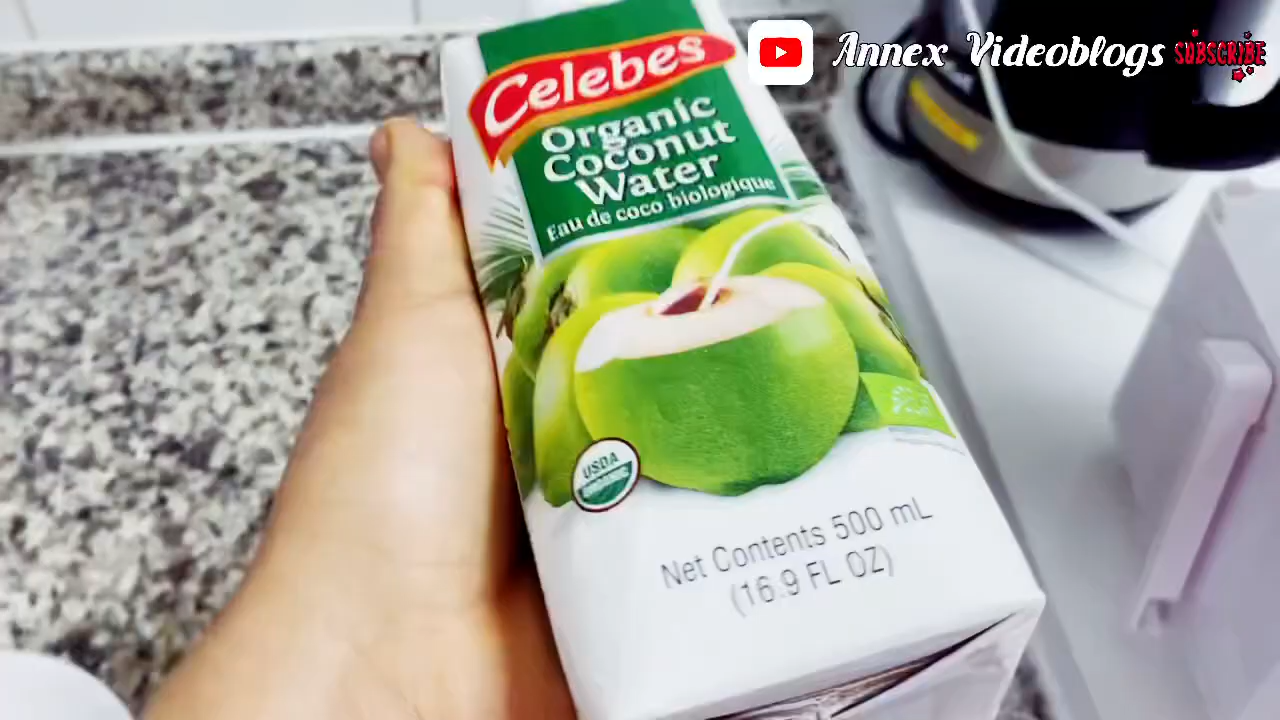 Annex Videoblogs SUBSCRIBE
Celebes
Organic
Coconut
Water
Eau de coco biologique
USDA
ORGANIC
Net Contents 500 mL
(16.9 FL OZ)